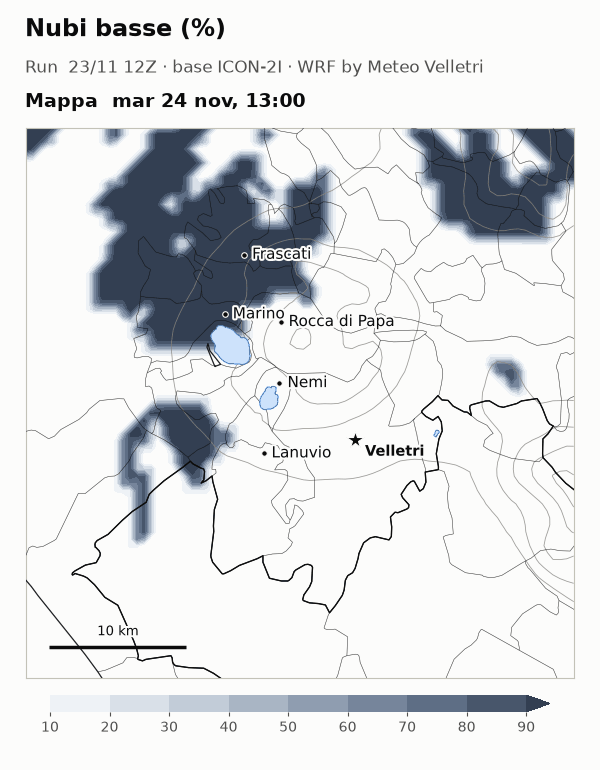 Nubi basse (%)
Run 23/11 12Z · base ICON-2I · WRF by Meteo Velletri
Mappa mar 24 nov, 13:00
Frascati
Marino
Rocca di Papa
Nemi
Velletri
Lanuvio
10 km
10 20 30 40 50 60 70 80 90